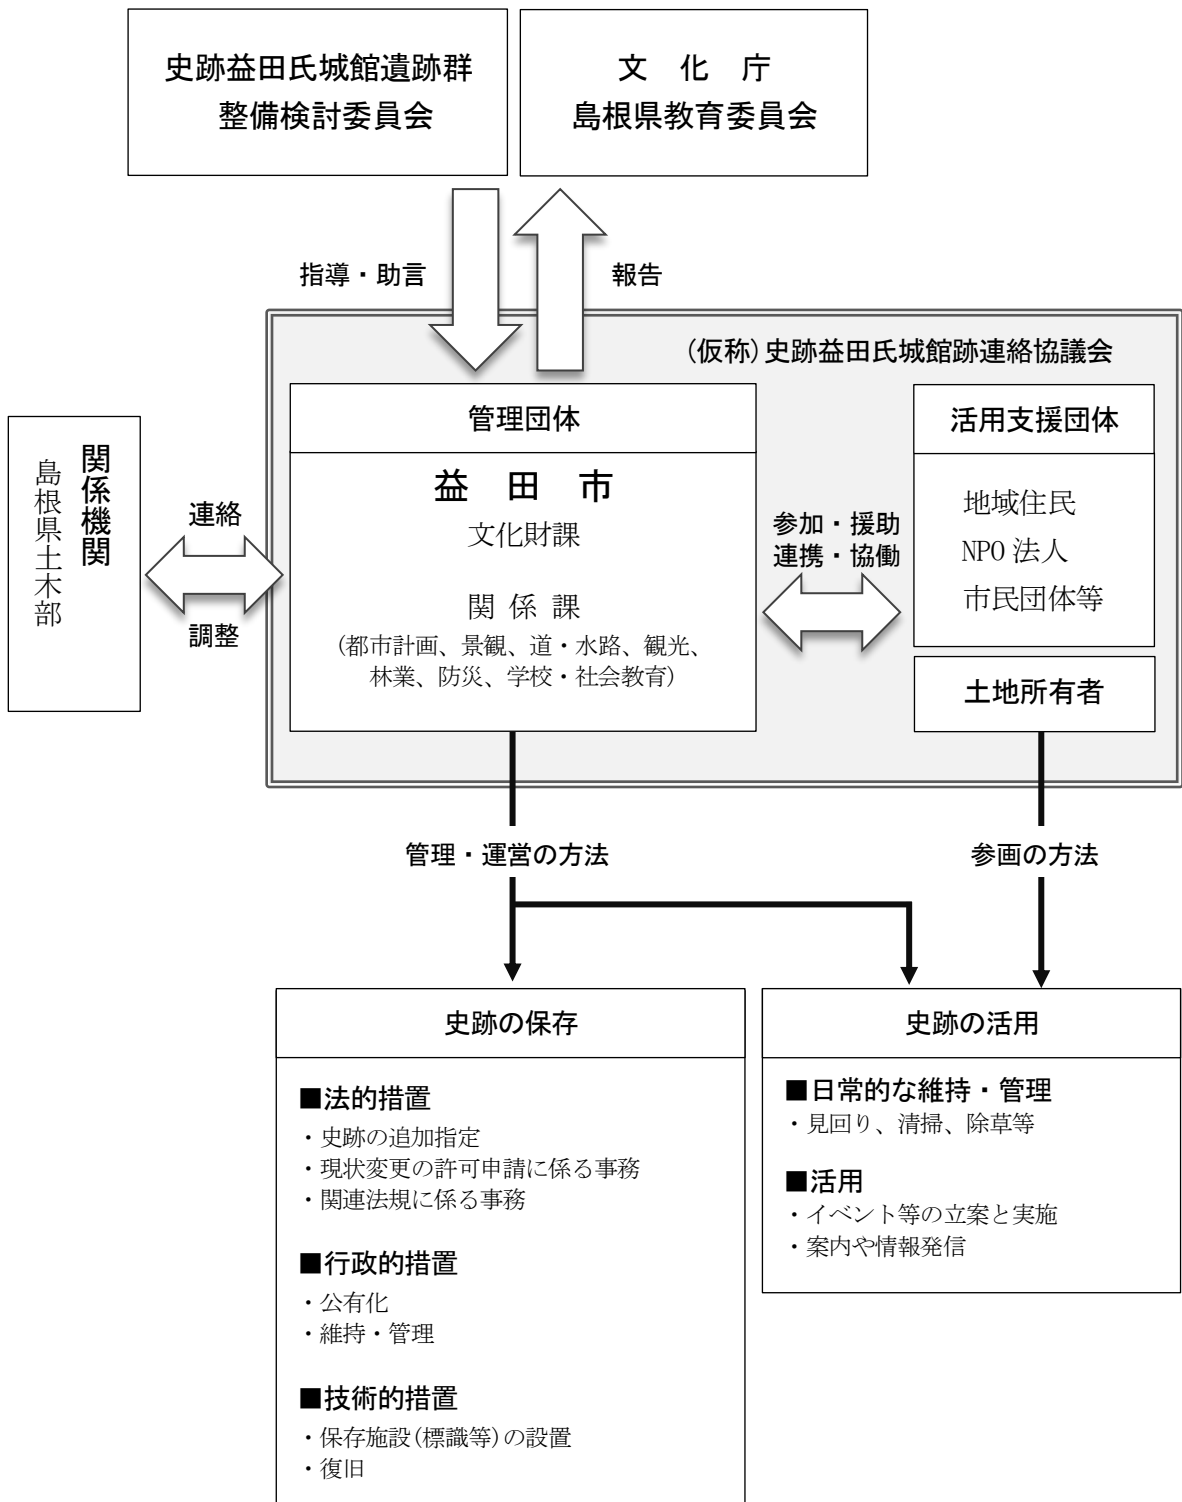 史跡益田氏城館遺跡群
整備検討委員会
文　化　庁
島根県教育委員会
指導・助言
報告
(仮称)史跡益田氏城館跡連絡協議会
関係機関
島根県土木部
連絡
調整
管理団体
益　田　市
文化財課
関 係 課
(都市計画、景観、道・水路、観光、
林業、防災、学校・社会教育)
参加・援助
連携・協働
活用支援団体
地域住民
NPO 法人
市民団体等
土地所有者
管理・運営の方法
参画の方法
史跡の保存
■法的措置
・史跡の追加指定
・現状変更の許可申請に係る事務
・関連法規に係る事務
■行政的措置
・公有化
・維持・管理
■技術的措置
・保存施設(標識等)の設置
・復旧
史跡の活用
■日常的な維持・管理
・見回り、清掃、除草等
■活用
・イベント等の立案と実施
・案内や情報発信